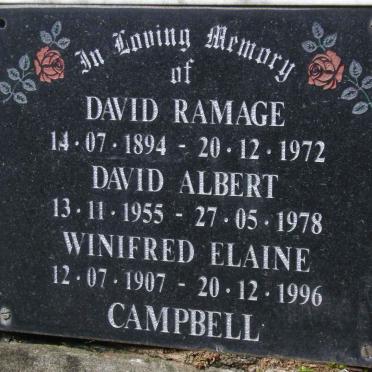 In Loving Memory
of
DAVID RAMAGE
14·07·1894 - 20·12·1972
DAVID ALBERT
13·11·1955 - 27·05·1978
WINIFRED ELAINE
12·07·1907 - 20·12·1996
CAMPBELL